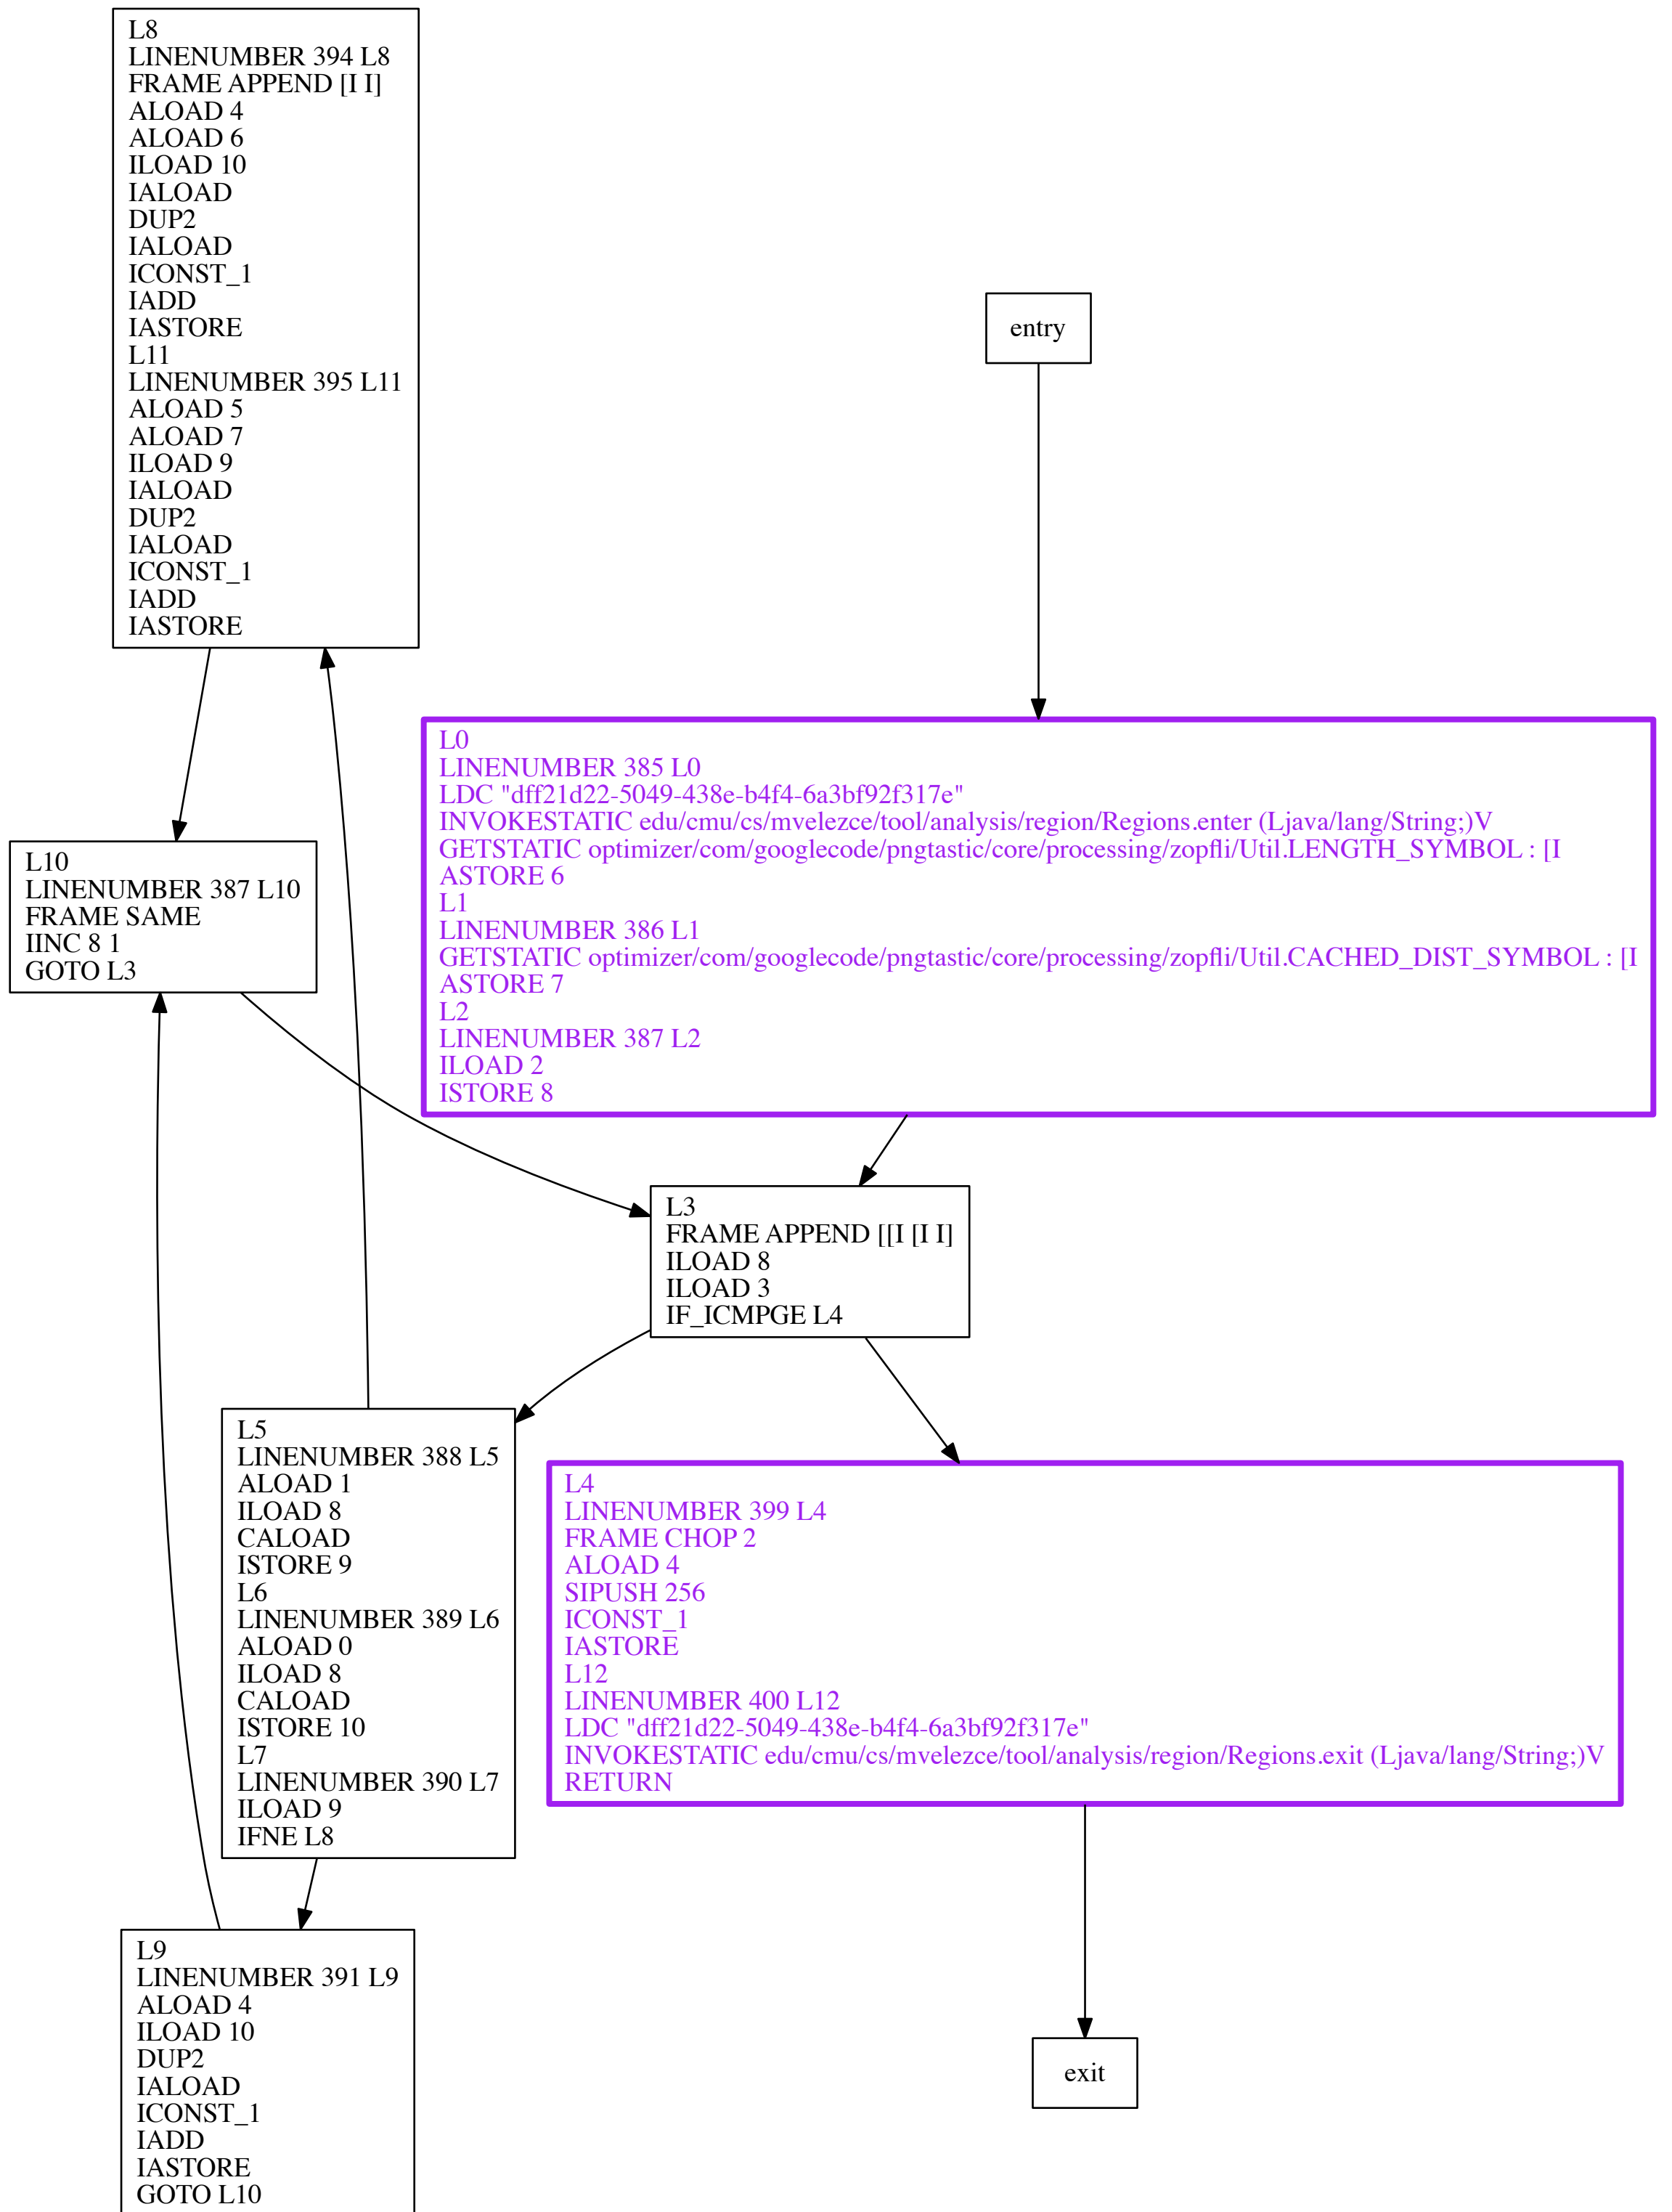 L8
LINENUMBER 394 L8
FRAME APPEND [I I]
ALOAD 4
ALOAD 6
ILOAD 10
IALOAD
DUP2
IALOAD
ICONST_1
IADD
IASTORE
L11
LINENUMBER 395 L11
ALOAD 5
ALOAD 7
ILOAD 9
IALOAD
DUP2
IALOAD
ICONST_1
IADD
IASTORE
entry
L0
LINENUMBER 385 L0
LDC "dff21d22-5049-438e-b4f4-6a3bf92f317e"
INVOKESTATIC edu/cmu/cs/mvelezce/tool/analysis/region/Regions.enter (Ljava/lang/String;)V
GETSTATIC optimizer/com/googlecode/pngtastic/core/processing/zopfli/Util.LENGTH_SYMBOL : [I
ASTORE 6
L1
LINENUMBER 386 L1
GETSTATIC optimizer/com/googlecode/pngtastic/core/processing/zopfli/Util.CACHED_DIST_SYMBOL : [I
ASTORE 7
L2
LINENUMBER 387 L2
ILOAD 2
ISTORE 8
L10
LINENUMBER 387 L10
FRAME SAME
IINC 8 1
GOTO L3
L3
FRAME APPEND [[I [I I]
ILOAD 8
ILOAD 3
IF_ICMPGE L4
L5
LINENUMBER 388 L5
ALOAD 1
ILOAD 8
CALOAD
ISTORE 9
L6
LINENUMBER 389 L6
ALOAD 0
ILOAD 8
CALOAD
ISTORE 10
L7
LINENUMBER 390 L7
ILOAD 9
IFNE L8
L4
LINENUMBER 399 L4
FRAME CHOP 2
ALOAD 4
SIPUSH 256
ICONST_1
IASTORE
L12
LINENUMBER 400 L12
LDC "dff21d22-5049-438e-b4f4-6a3bf92f317e"
INVOKESTATIC edu/cmu/cs/mvelezce/tool/analysis/region/Regions.exit (Ljava/lang/String;)V
RETURN
L9
LINENUMBER 391 L9
ALOAD 4
ILOAD 10
DUP2
IALOAD
ICONST_1
IADD
IASTORE
GOTO L10
exit